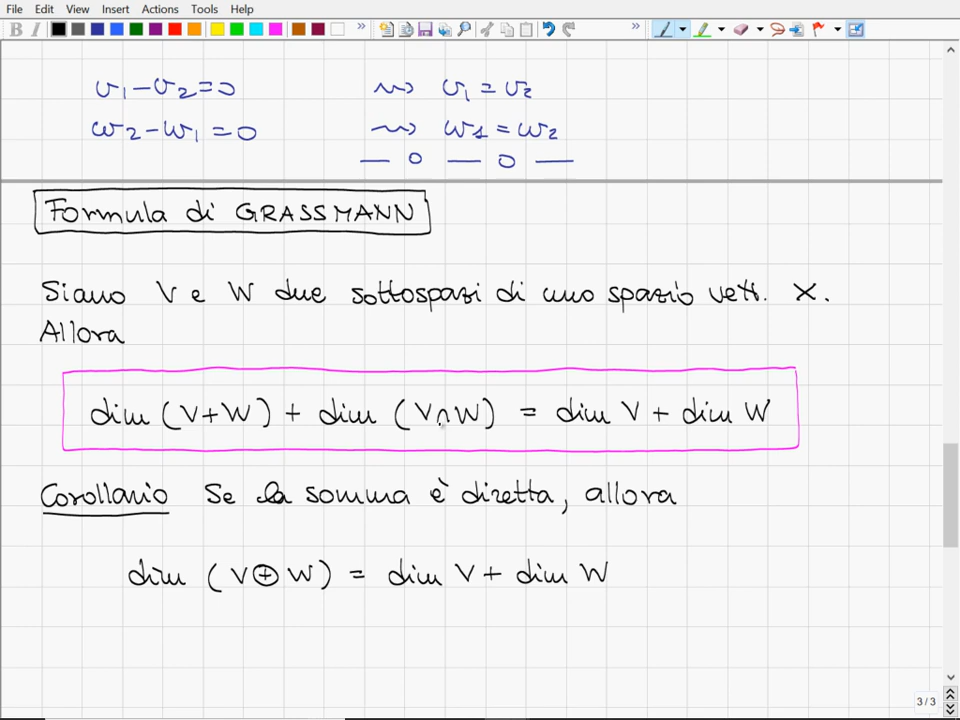 File Edit View Insert Actions Tools Help
B I
v1-v2=0 ⇝ v1=v2
w2-w1=0 ⇝ w1=w2
— 0 — 0 —
Formula di GRASSMANN
Siano V e W due sottospazi di uno spazio vett. X.
Allora
dim (V+W) + dim (V∩W) = dim V + dim W
Corollario Se la somma è diretta, allora
dim (V⊕W) = dim V + dim W
3 / 3